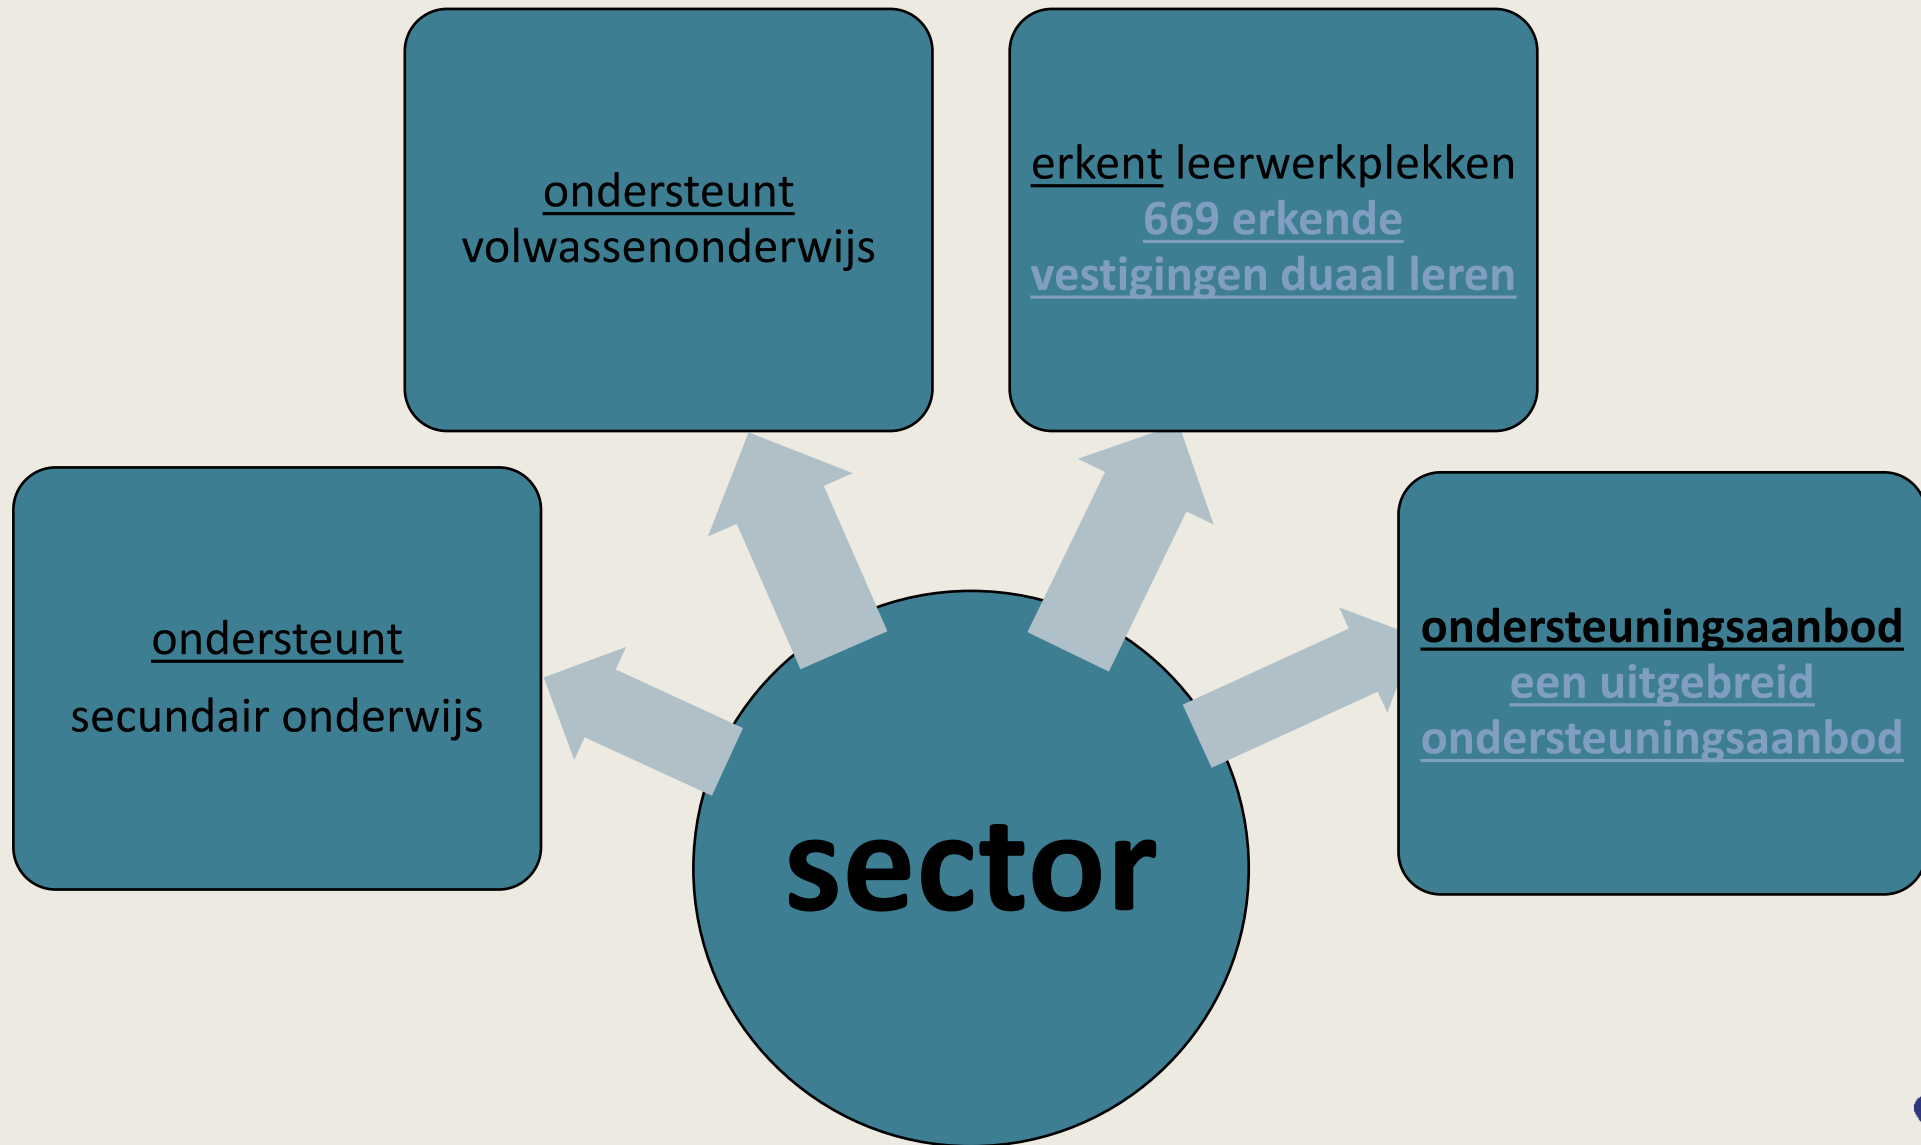 ondersteunt
volwassenonderwijs
erkent leerwerkplekken
669 erkende
vestigingen duaal leren
ondersteunt
secundair onderwijs
ondersteuningsaanbod
een uitgebreid
ondersteuningsaanbod
sector